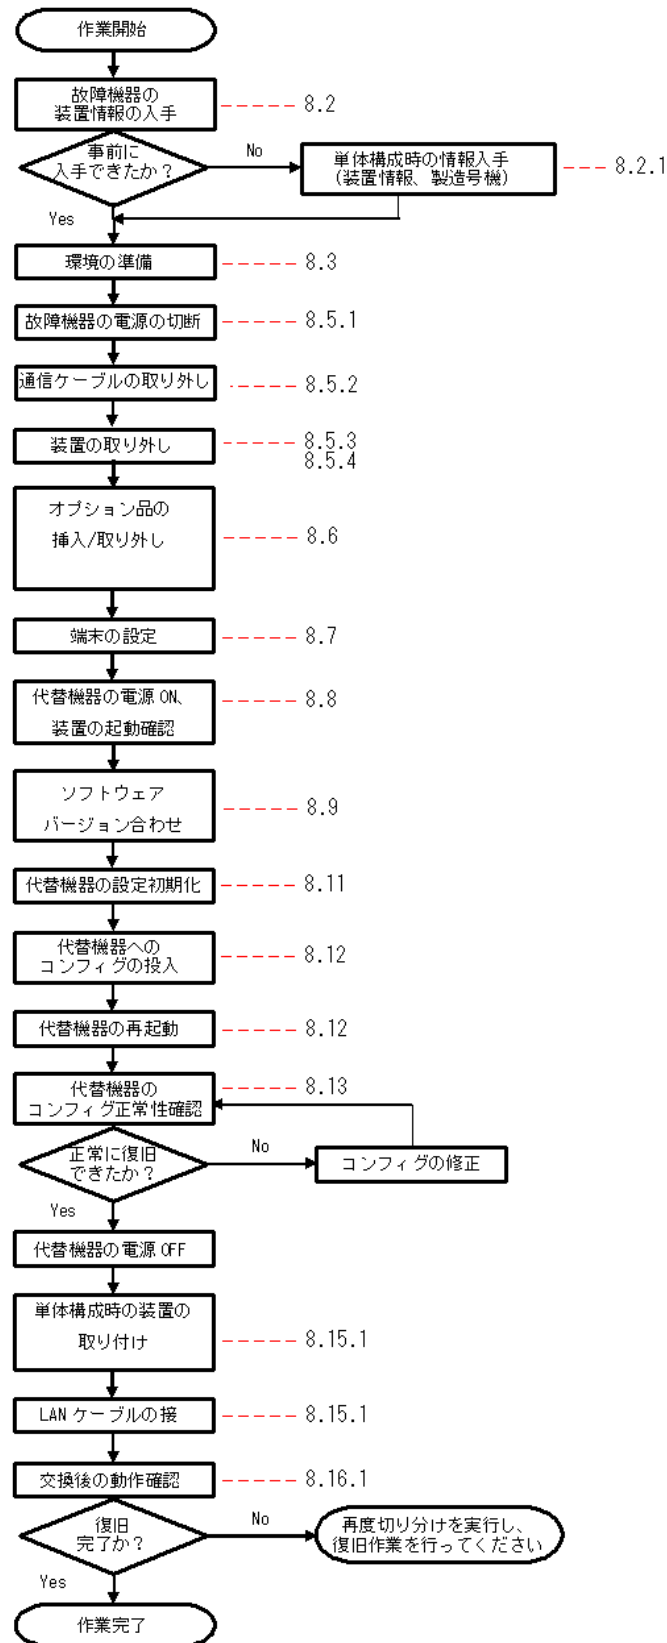 作業開始
故障機器の
装置情報の入手
8.2
事前に
入手できたか？
No
単体構成時の情報入手
(装置情報、製造号機)
8.2.1
Yes
環境の準備
8.3
故障機器の電源の切断
8.5.1
通信ケーブルの取り外し
8.5.2
装置の取り外し
8.5.3
8.5.4
オプション品の
挿入/取り外し
8.6
端末の設定
8.7
代替機器の電源ON、
装置の起動確認
8.8
ソフトウェア
バージョン合わせ
8.9
代替機器の設定初期化
8.11
代替機器への
コンフィグの投入
8.12
代替機器の再起動
8.12
代替機器の
コンフィグ正常性確認
8.13
正常に復旧
できたか？
No
コンフィグの修正
Yes
代替機器の電源OFF
単体構成時の装置の
取り付け
8.15.1
LANケーブルの接
8.15.1
交換後の動作確認
8.16.1
復旧
完了か？
No
再度切り分けを実行し、
復旧作業を行ってください
Yes
作業完了